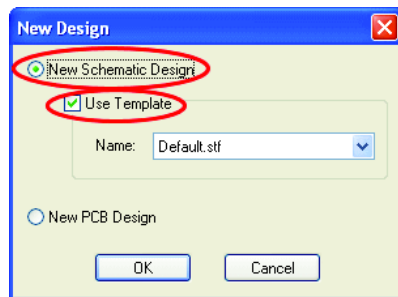 New Design
New Schematic Design
Use Template
Name: Default.stf
New PCB Design
OK Cancel